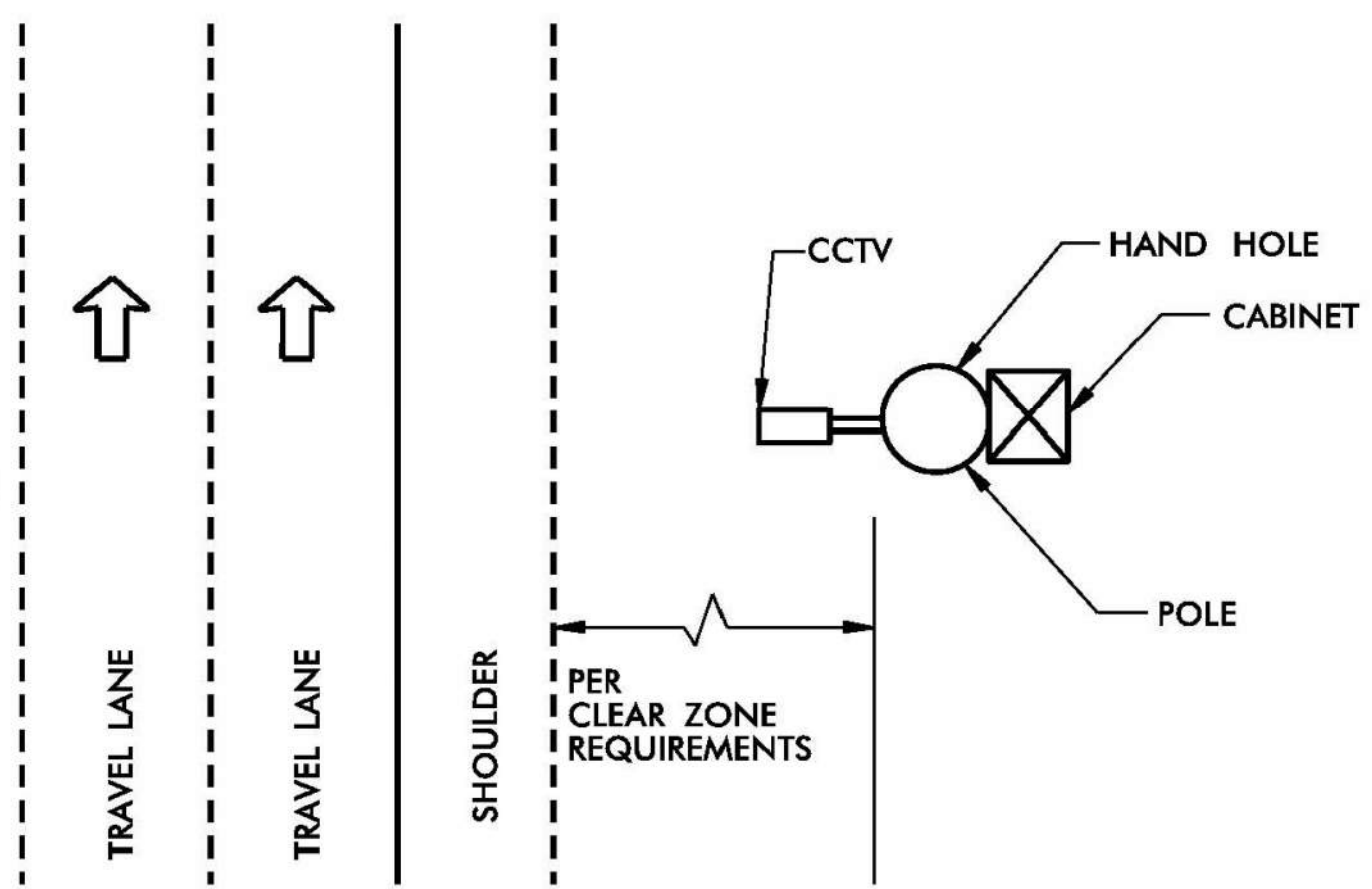 CCTV
HAND HOLE
CABINET
POLE
TRAVEL LANE
TRAVEL LANE
SHOULDER
PER
CLEAR ZONE
REQUIREMENTS